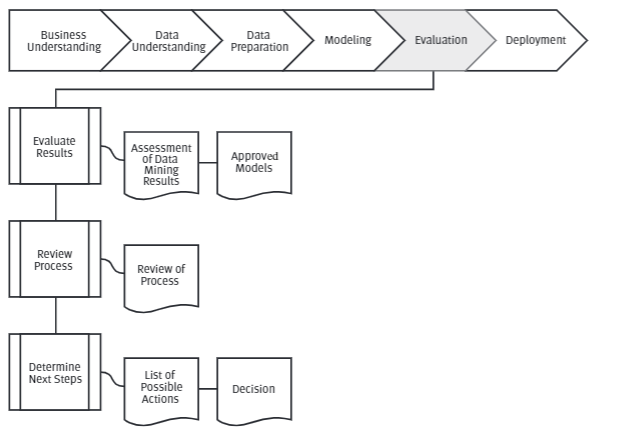 Business
Understanding
Data
Understanding
Data
Preparation
Modeling
Evaluation
Deployment
Evaluate
Results
Assessment
of Data
Mining
Results
Approved
Models
Review
Process
Review of
Process
Determine
Next Steps
List of
Possible
Actions
Decision